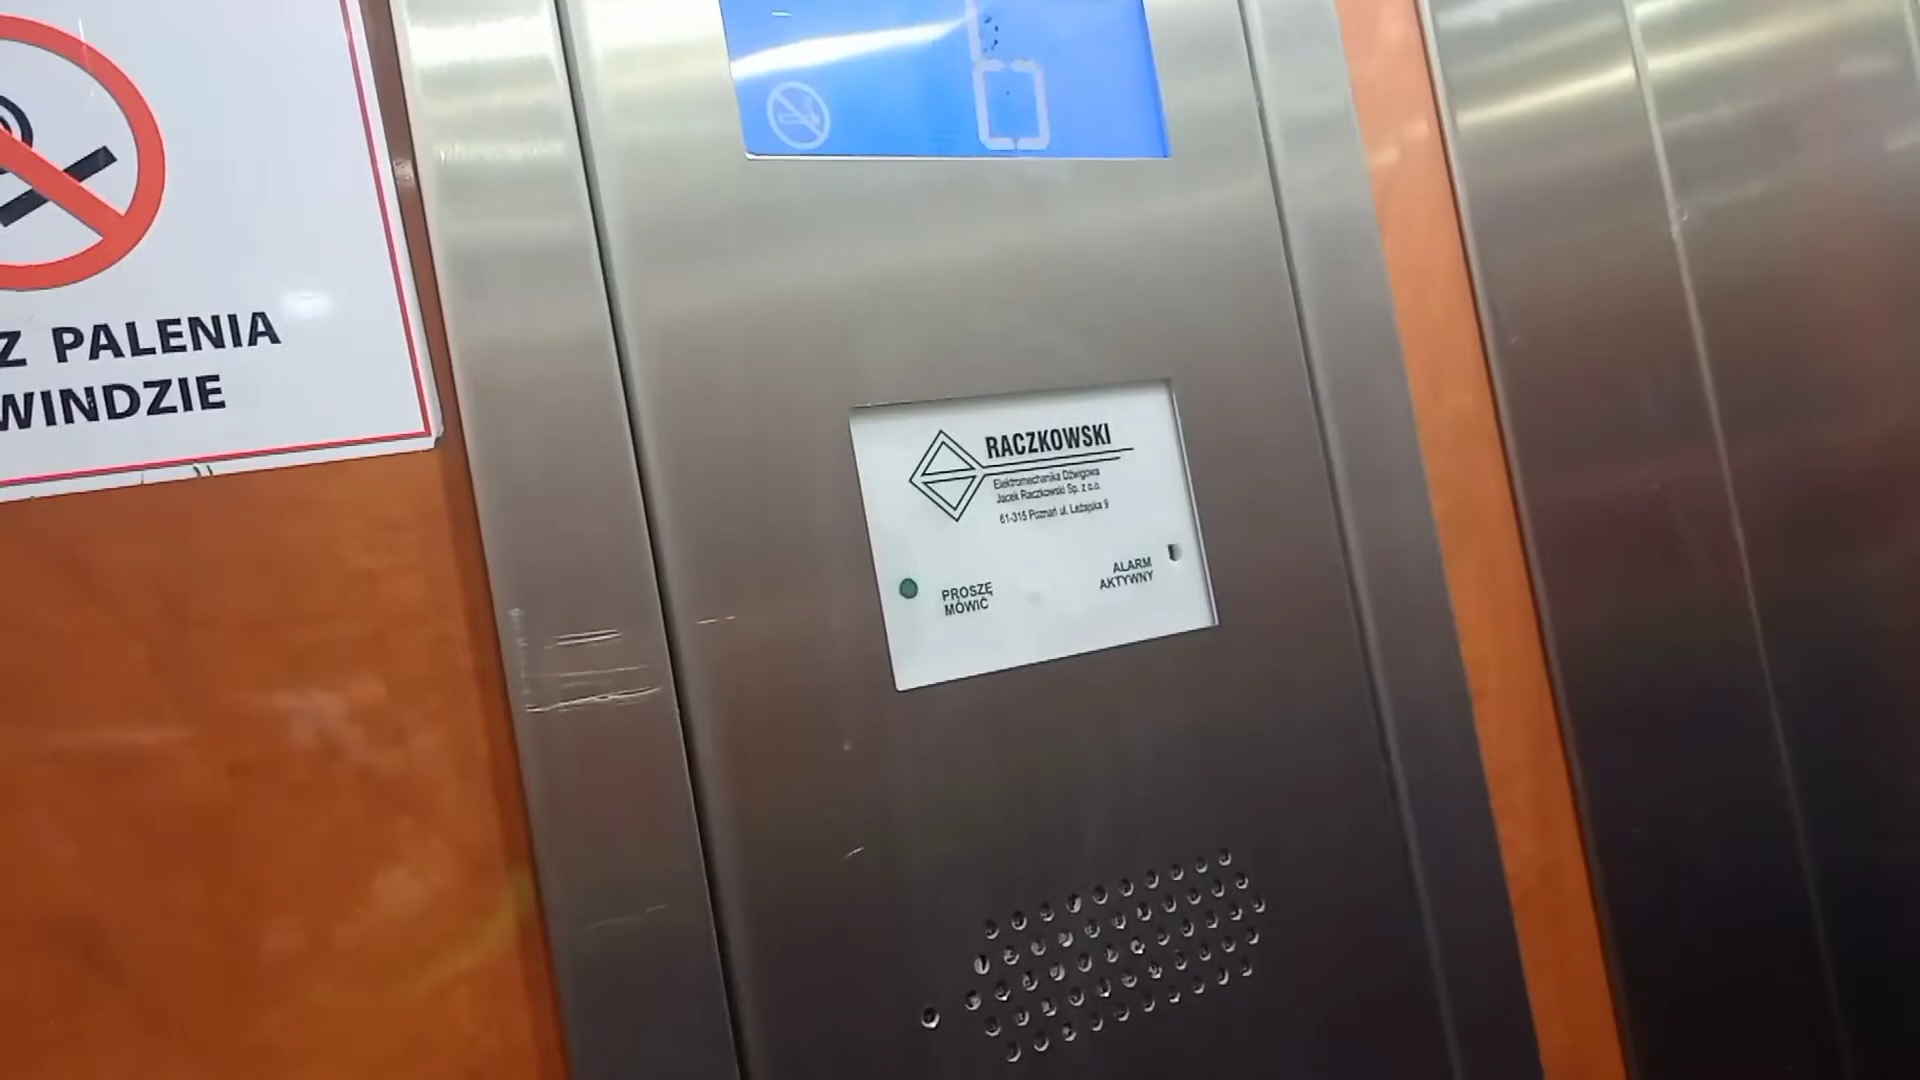 Z PALENIA
WINDZIE
RACZKOWSKI
Elektromechanika Dźwigowa
Jacek Raczkowski Sp. z o.o.
61-315 Poznań ul. Leżajska 9
PROSZĘ
MÓWIĆ
ALARM
AKTYWNY